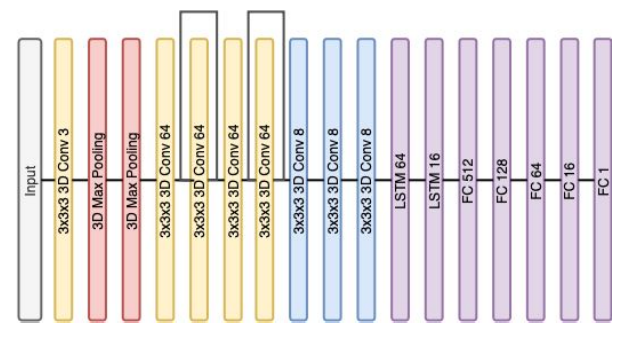 Input
3x3x3 3D Conv 3
3D Max Pooling
3D Max Pooling
3x3x3 3D Conv 64
3x3x3 3D Conv 64
3x3x3 3D Conv 64
3x3x3 3D Conv 64
3x3x3 3D Conv 8
3x3x3 3D Conv 8
3x3x3 3D Conv 8
LSTM 64
LSTM 16
FC 512
FC 128
FC 64
FC 16
FC 1